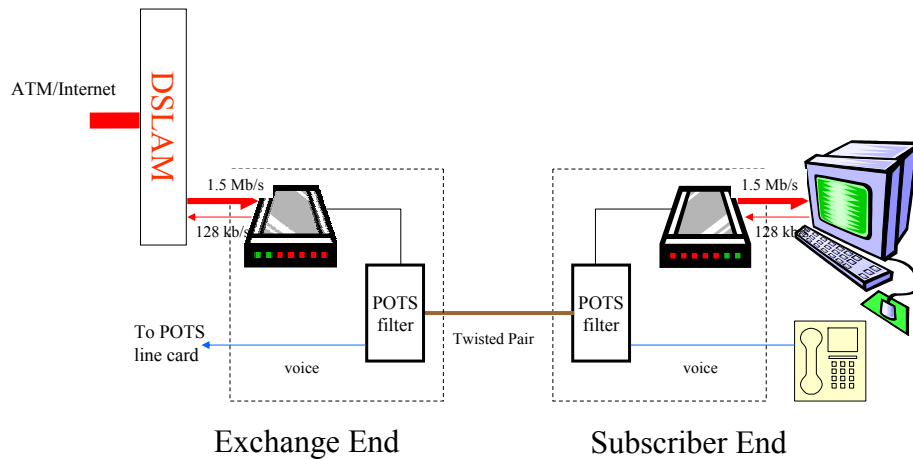 ATM/Internet
DSLAM
1.5 Mb/s
128 kb/s
1.5 Mb/s
128 kb/s
POTS
filter
POTS
filter
Twisted Pair
To POTS
line card
voice
voice
Exchange End
Subscriber End